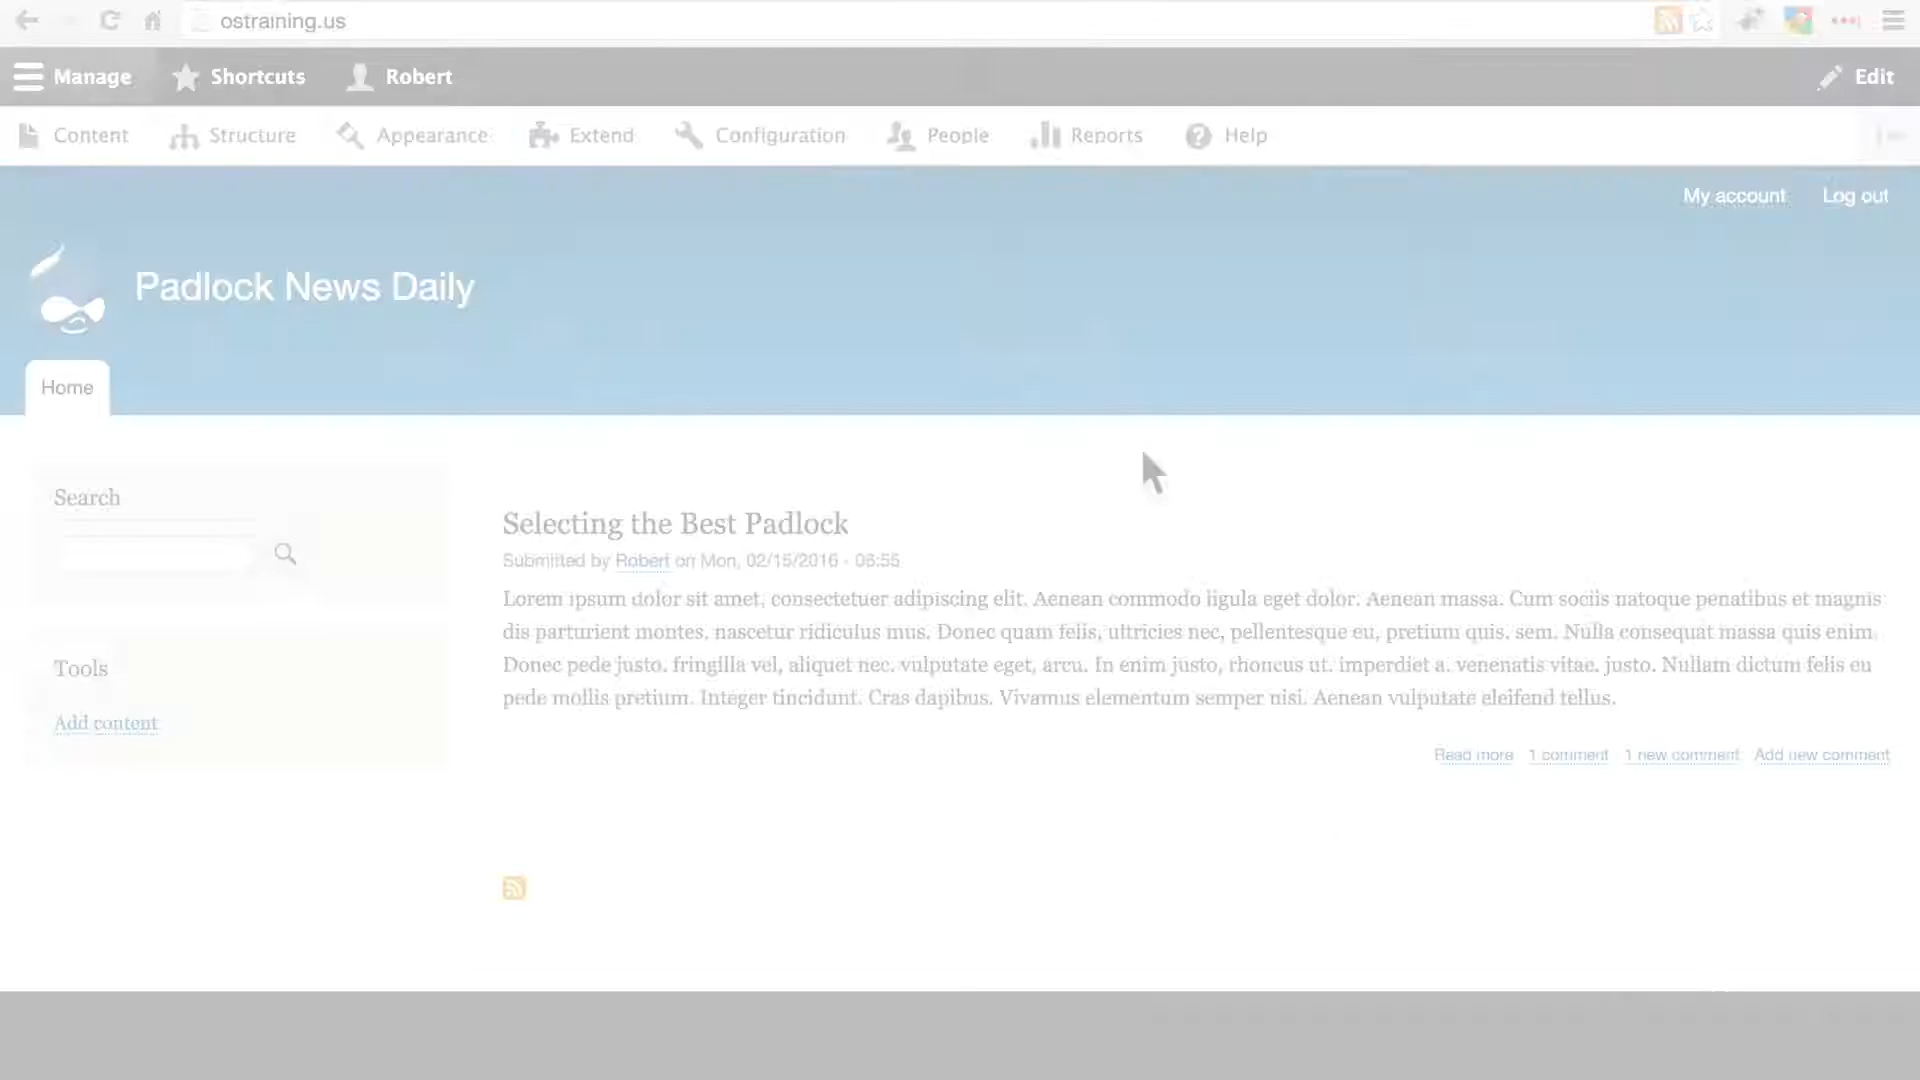 ostraining.us
Manage Shortcuts Robert Edit
Content Structure Appearance Extend Configuration People Reports Help
My account Log out
Padlock News Daily
Home
Search
Selecting the Best Padlock
Submitted by Robert on Mon, 02/15/2016 - 06:55
Lorem ipsum dolor sit amet, consectetuer adipiscing elit. Aenean commodo ligula eget dolor. Aenean massa. Cum sociis natoque penatibus et magnis
dis parturient montes, nascetur ridiculus mus. Donec quam felis, ultricies nec, pellentesque eu, pretium quis, sem. Nulla consequat massa quis enim.
Donec pede justo, fringilla vel, aliquet nec, vulputate eget, arcu. In enim justo, rhoncus ut, imperdiet a, venenatis vitae, justo. Nullam dictum felis eu
pede mollis pretium. Integer tincidunt. Cras dapibus. Vivamus elementum semper nisi. Aenean vulputate eleifend tellus.
Tools
Add content
Read more 1 comment 1 new comment Add new comment